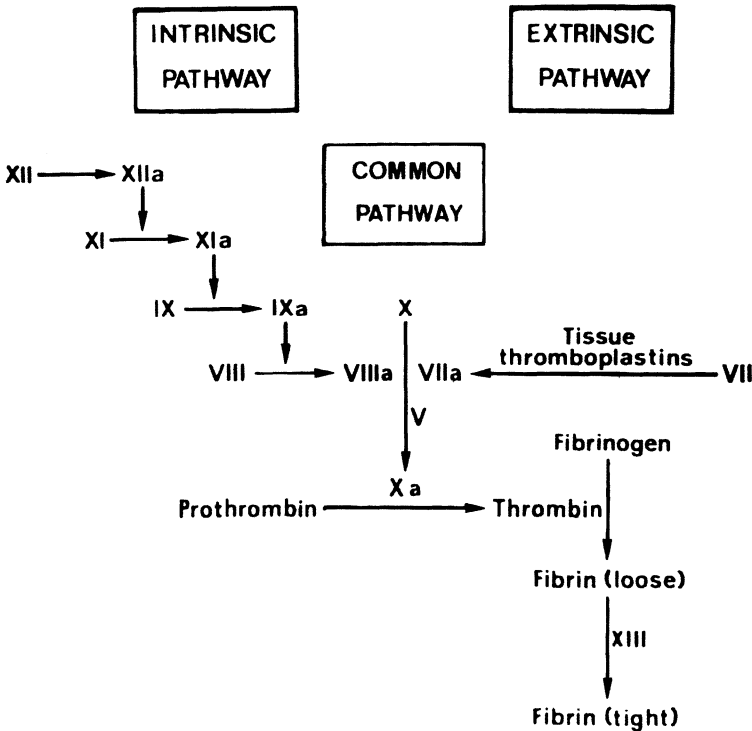 INTRINSIC
PATHWAY
EXTRINSIC
PATHWAY
COMMON
PATHWAY
XII XIIa
XI XIa
IX IXa X
Tissue
thromboplastins
VIII VIIIa VIIa VII
V
Fibrinogen
Xa
Prothrombin Thrombin
Fibrin (loose)
XIII
Fibrin (tight)